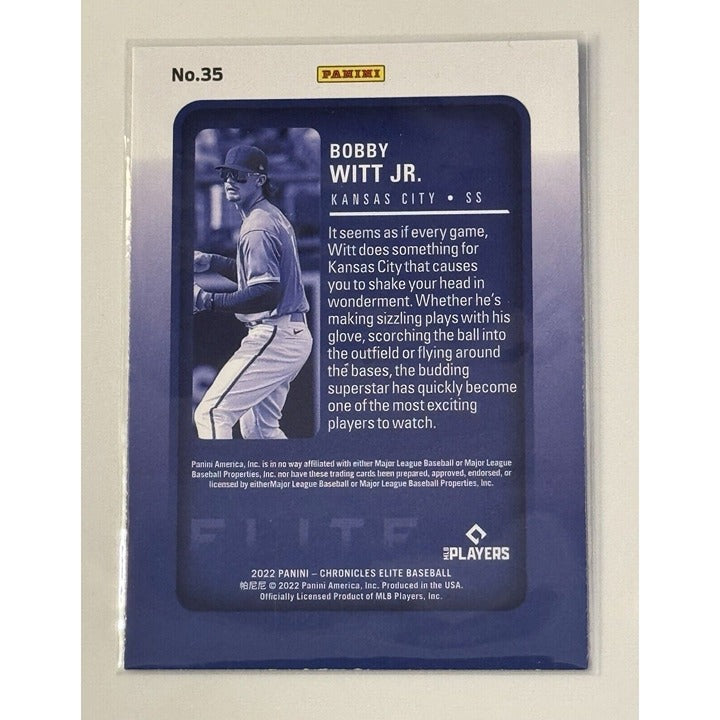 No.35
PANINI
BOBBY
WITT JR.
KANSAS CITY • SS
It seems as if every game,
Witt does something for
Kansas City that causes
you to shake your head in
wonderment. Whether he's
making sizzling plays with his
glove, scorching the ball into
the outfield or flying around
the bases, the budding
superstar has quickly become
one of the most exciting
players to watch.
Panini America, Inc. is in no way affiliated with either Major League Baseball or Major League
Baseball Properties, Inc. nor have these trading cards been prepared, approved, endorsed, or
licensed by eitherMajor League Baseball or Major League Baseball Properties, Inc.
ELITE
MLB PLAYERS
2022 PANINI – CHRONICLES ELITE BASEBALL
帕尼尼 © 2022 Panini America, Inc. Produced in the USA.
Officially Licensed Product of MLB Players, Inc.